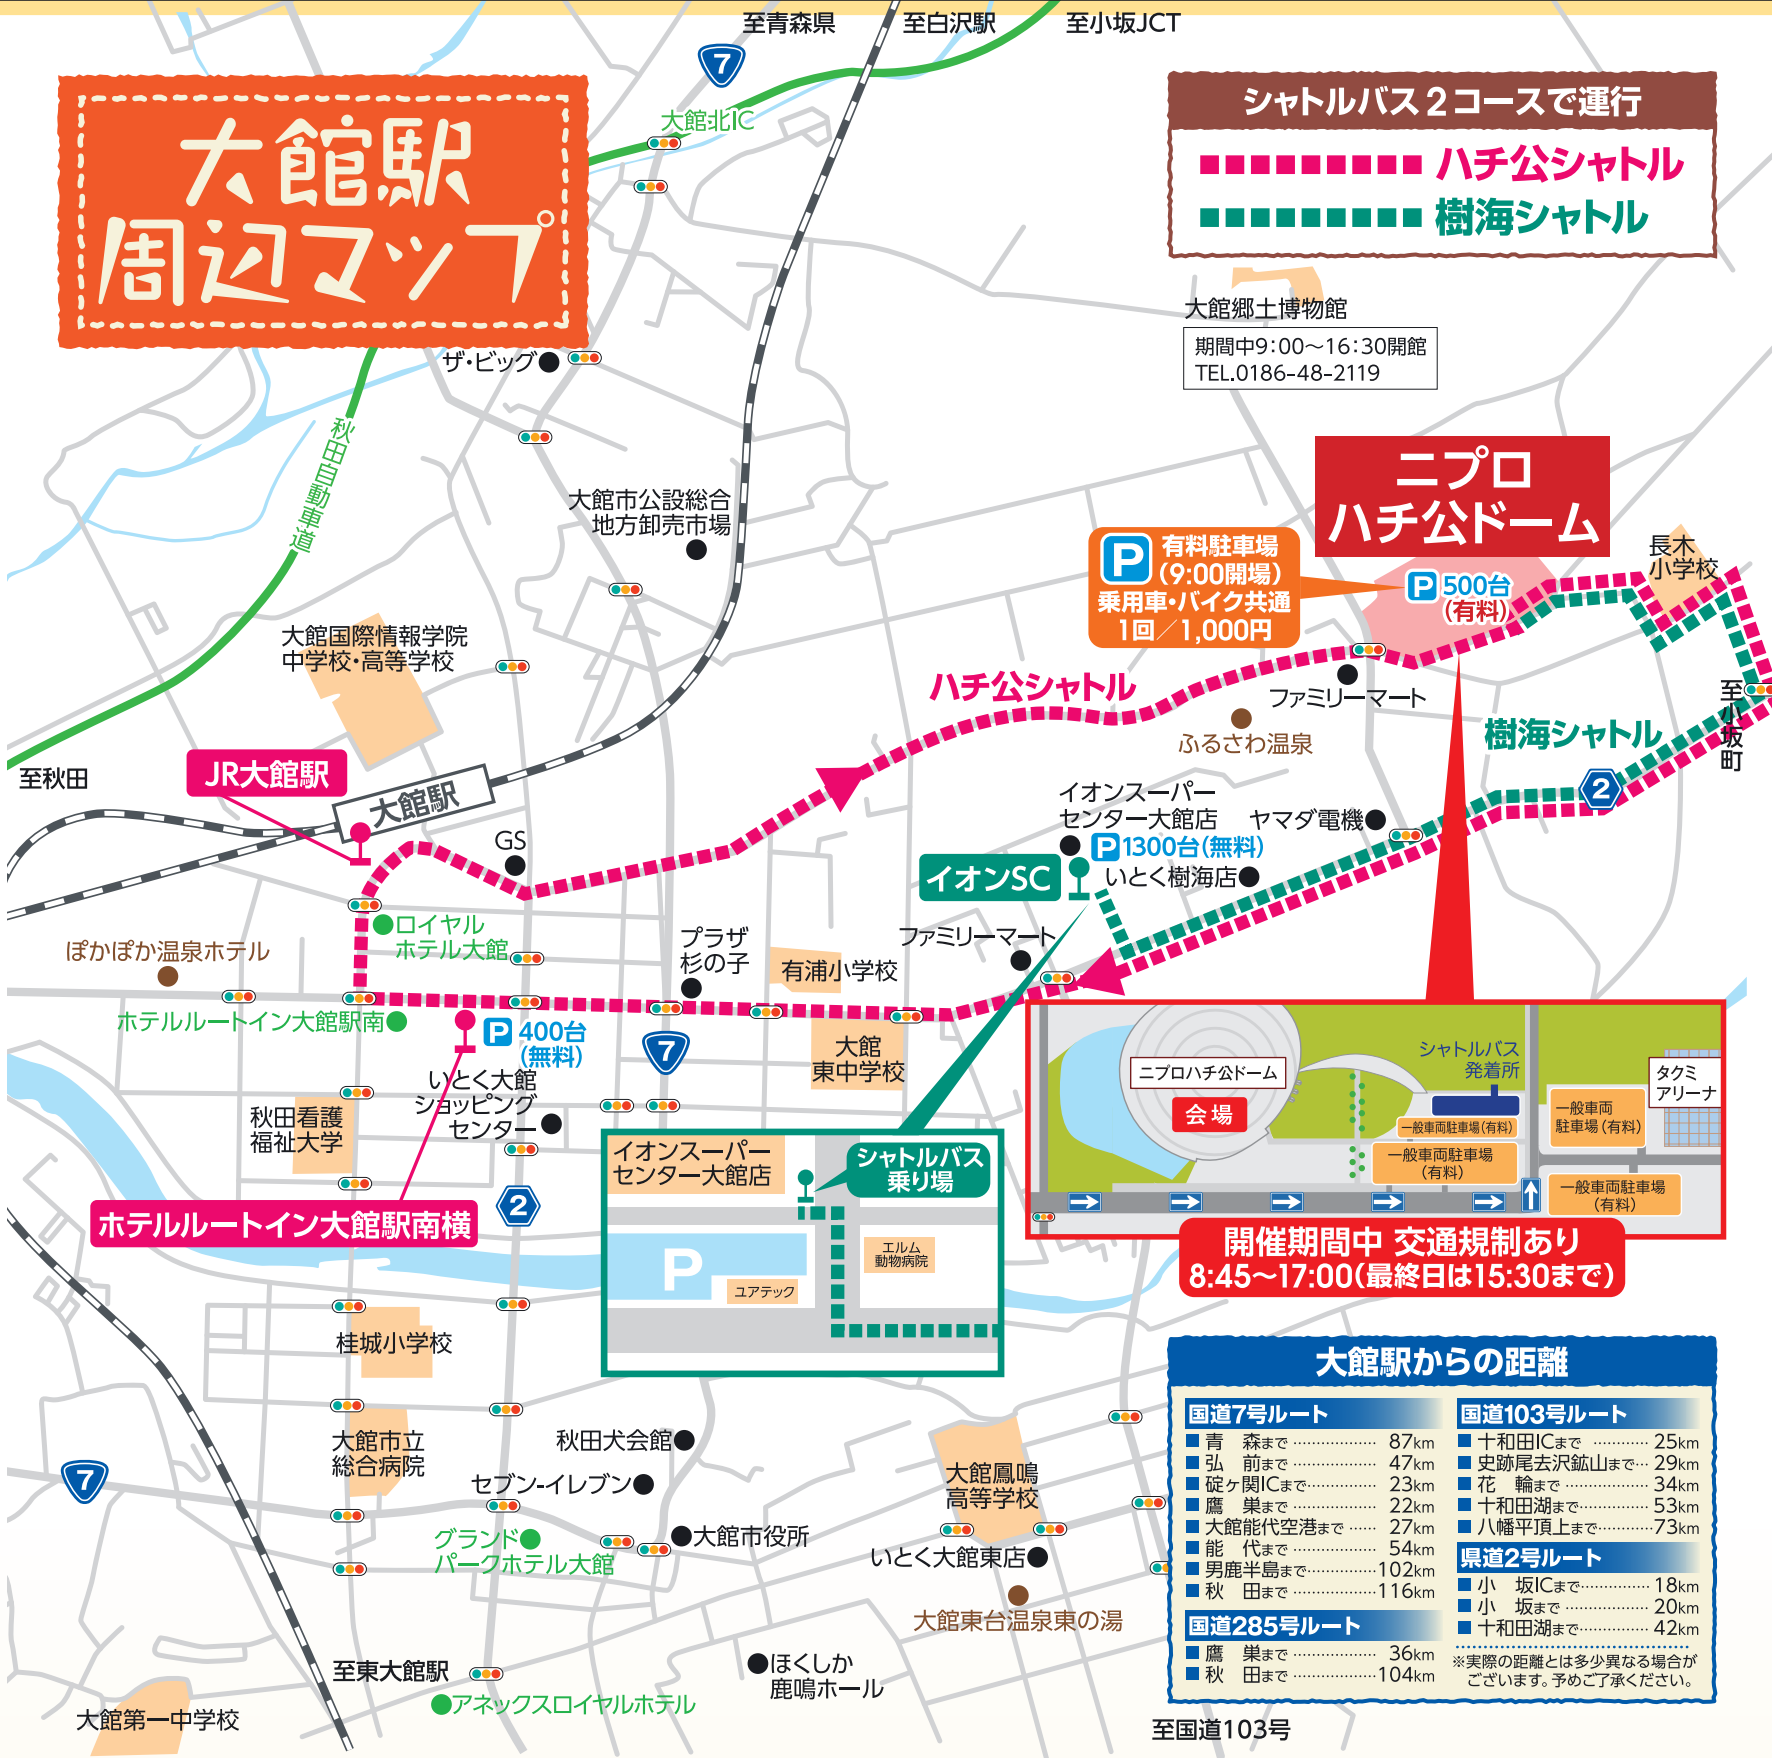 至青森県
至白沢駅
至小坂JCT
7
大館北IC
大館駅
周辺マップ
シャトルバス2コースで運行
ハチ公シャトル
樹海シャトル
大館郷土博物館
期間中9:00〜16:30開館
TEL.0186-48-2119
ザ・ビッグ
秋田自動車道
大館市公設総合
地方卸売市場
ニプロ
ハチ公ドーム
P 有料駐車場
(9:00開場)
乗用車・バイク共通
1回／1,000円
P 500台
(有料)
長木
小学校
大館国際情報学院
中学校・高等学校
ハチ公シャトル
ファミリーマート
ふるさわ温泉
樹海シャトル
至小坂町
2
至秋田
JR大館駅
大館駅
GS
イオンスーパー
センター大館店
P 1300台(無料)
ヤマダ電機
イオンSC
いとく樹海店
ロイヤル
ホテル大館
ぽかぽか温泉ホテル
プラザ
杉の子
有浦小学校
ファミリーマート
ホテルルートイン大館駅南
P 400台
(無料)
7
大館
東中学校
いとく大館
ショッピング
センター
秋田看護
福祉大学
2
ホテルルートイン大館駅南横
イオンスーパー
センター大館店
シャトルバス
乗り場
P
エルム
動物病院
ユアテック
ニプロハチ公ドーム
会場
シャトルバス
発着所
一般車両駐車場(有料)
一般車両駐車場
(有料)
一般車両
駐車場(有料)
タクミ
アリーナ
一般車両駐車場
(有料)
開催期間中 交通規制あり
8:45〜17:00(最終日は15:30まで)
桂城小学校
大館市立
総合病院
7
秋田犬会館
セブン-イレブン
グランド
パークホテル大館
大館市役所
大館鳳鳴
高等学校
いとく大館東店
大館東台温泉東の湯
至東大館駅
アネックスロイヤルホテル
ほくしか
鹿鳴ホール
大館第一中学校
至国道103号
大館駅からの距離
国道7号ルート
青　森まで……………… 87km
弘　前まで……………… 47km
碇ヶ関ICまで…………… 23km
鷹　巣まで……………… 22km
大館能代空港まで…… 27km
能　代まで……………… 54km
男鹿半島まで……………102km
秋　田まで………………116km
国道285号ルート
鷹　巣まで……………… 36km
秋　田まで………………104km
国道103号ルート
十和田ICまで ………… 25km
史跡尾去沢鉱山まで… 29km
花　輪まで……………… 34km
十和田湖まで…………… 53km
八幡平頂上まで…………73km
県道2号ルート
小　坂ICまで…………… 18km
小　坂まで……………… 20km
十和田湖まで…………… 42km
※実際の距離とは多少異なる場合が
ございます。予めご了承ください。